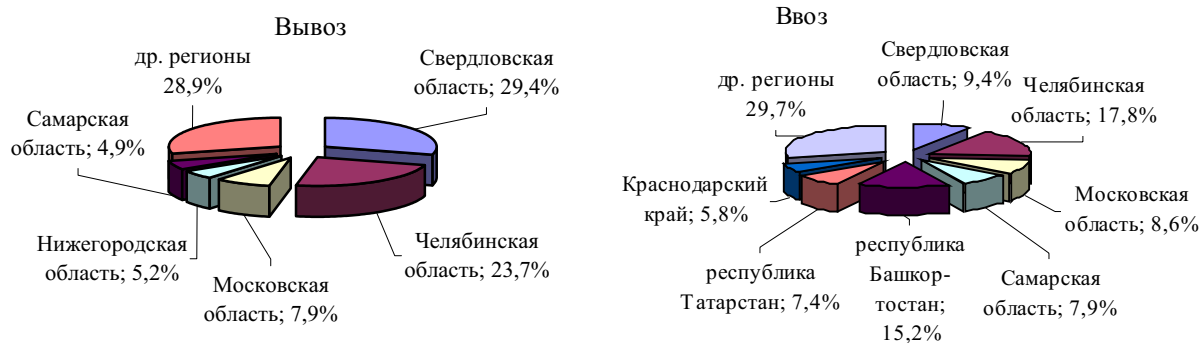 Вывоз
др. регионы
28,9%
Свердловская
область; 29,4%
Самарская
область; 4,9%
Нижегородская
область; 5,2%
Московская
область; 7,9%
Челябинская
область; 23,7%
Ввоз
др. регионы
29,7%
Свердловская
область; 9,4%
Челябинская
область; 17,8%
Краснодарский
край; 5,8%
Московская
область; 8,6%
республика
Татарстан; 7,4%
республика
Башкор-
тостан;
15,2%
Самарская
область; 7,9%